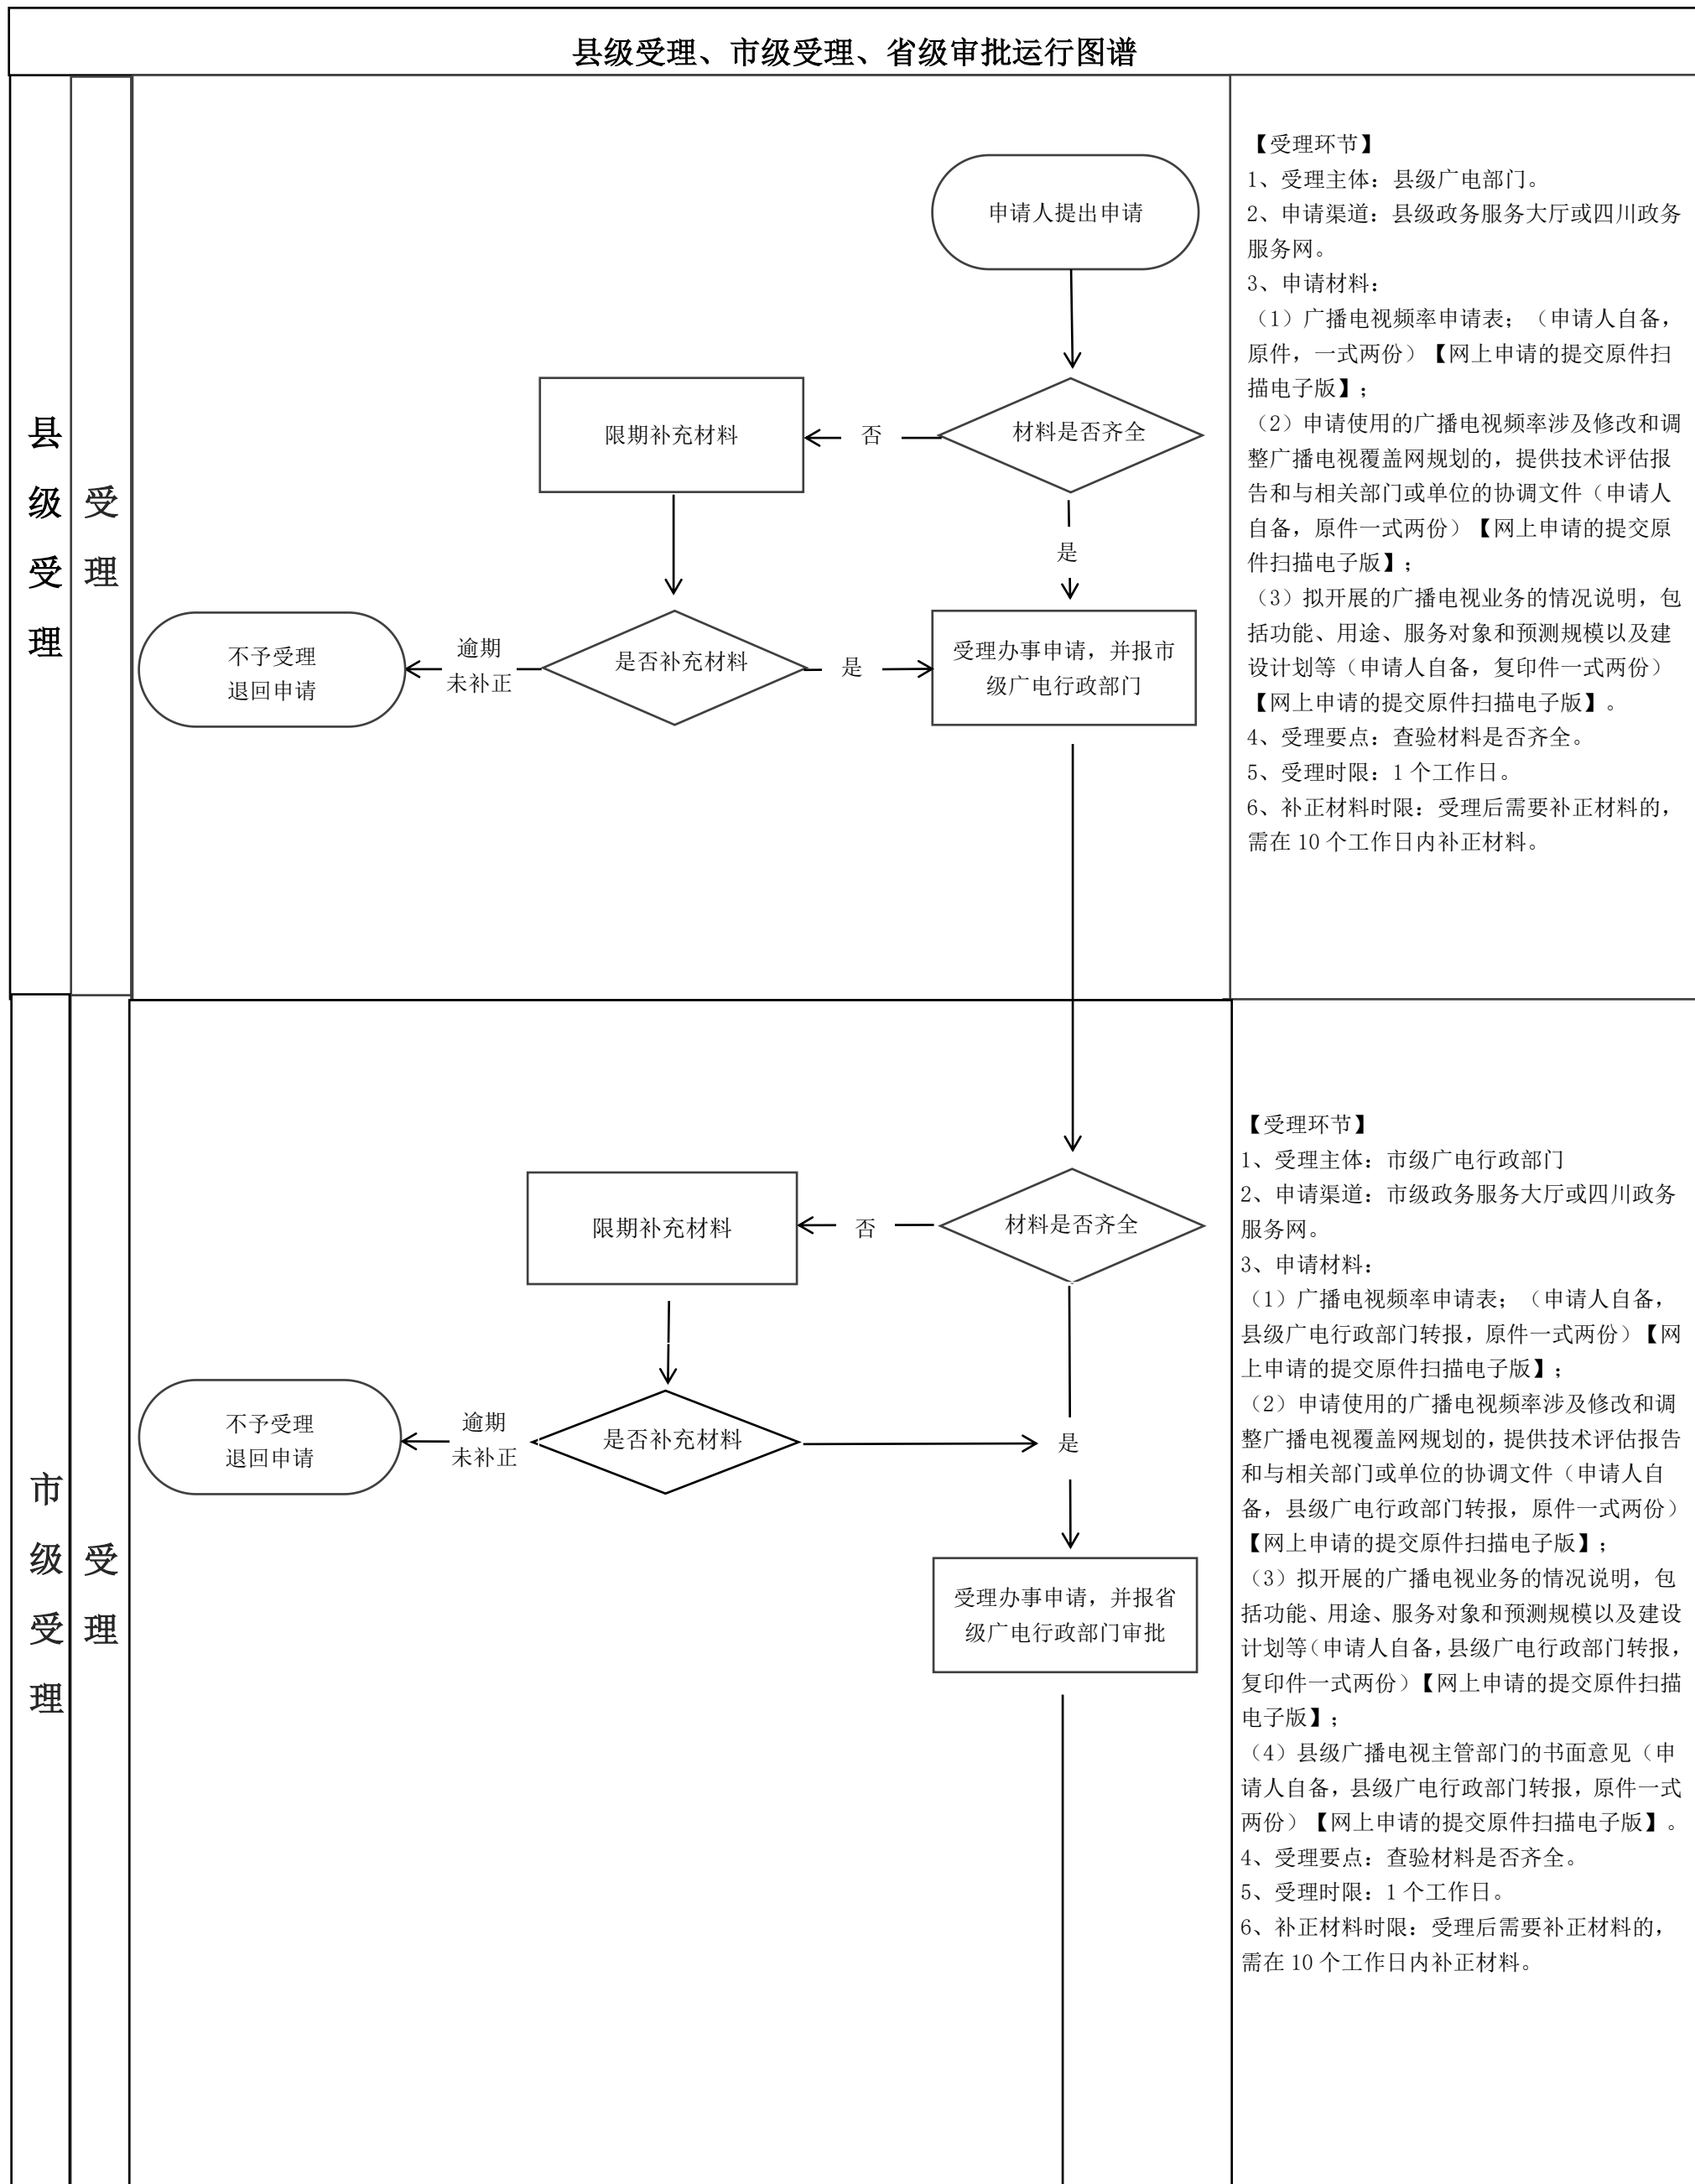 县级受理、市级受理、省级审批运行图谱
县
级
受
理
受
理
申请人提出申请
材料是否齐全
否
限期补充材料
是
是否补充材料
逾期
未补正
不予受理
退回申请
是
受理办事申请，并报市
级广电行政部门
【受理环节】
1、受理主体：县级广电部门。
2、申请渠道：县级政务服务大厅或四川政务
服务网。
3、申请材料：
（1）广播电视频率申请表；（申请人自备，
原件，一式两份）【网上申请的提交原件扫
描电子版】；
（2）申请使用的广播电视频率涉及修改和调
整广播电视覆盖网规划的，提供技术评估报
告和与相关部门或单位的协调文件（申请人
自备，原件一式两份）【网上申请的提交原
件扫描电子版】；
（3）拟开展的广播电视业务的情况说明，包
括功能、用途、服务对象和预测规模以及建
设计划等（申请人自备，复印件一式两份）
【网上申请的提交原件扫描电子版】。
4、受理要点：查验材料是否齐全。
5、受理时限：1 个工作日。
6、补正材料时限：受理后需要补正材料的，
需在 10 个工作日内补正材料。
市
级
受
理
受
理
材料是否齐全
否
限期补充材料
是否补充材料
逾期
未补正
不予受理
退回申请
是
受理办事申请，并报省
级广电行政部门审批
【受理环节】
1、受理主体：市级广电行政部门
2、申请渠道：市级政务服务大厅或四川政务
服务网。
3、申请材料：
（1）广播电视频率申请表；（申请人自备，
县级广电行政部门转报，原件一式两份）【网
上申请的提交原件扫描电子版】；
（2）申请使用的广播电视频率涉及修改和调
整广播电视覆盖网规划的，提供技术评估报告
和与相关部门或单位的协调文件（申请人自
备，县级广电行政部门转报，原件一式两份）
【网上申请的提交原件扫描电子版】；
（3）拟开展的广播电视业务的情况说明，包
括功能、用途、服务对象和预测规模以及建设
计划等（申请人自备，县级广电行政部门转报，
复印件一式两份）【网上申请的提交原件扫描
电子版】；
（4）县级广播电视主管部门的书面意见（申
请人自备，县级广电行政部门转报，原件一式
两份）【网上申请的提交原件扫描电子版】。
4、受理要点：查验材料是否齐全。
5、受理时限：1 个工作日。
6、补正材料时限：受理后需要补正材料的，
需在 10 个工作日内补正材料。